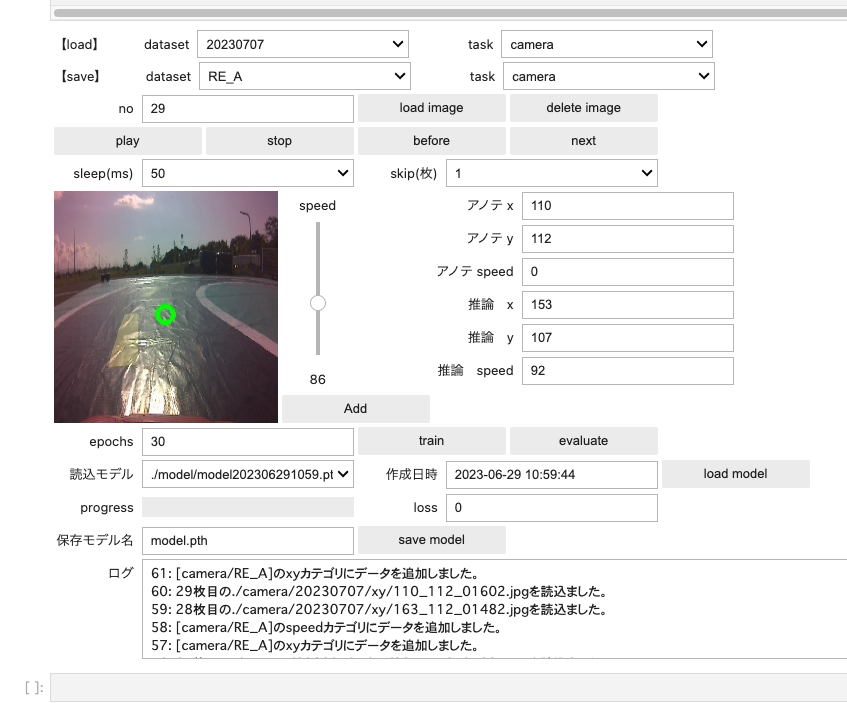 【load】 dataset 20230707 task camera
【save】 dataset RE_A task camera
no 29 load image delete image
play stop before next
sleep(ms) 50 skip(枚) 1
speed アノテ x 110
アノテ y 112
アノテ speed 0
推論 x 153
推論 y 107
推論 speed 92
86
Add
epochs 30 train evaluate
読込モデル ./model/model202306291059.pt 作成日時 2023-06-29 10:59:44 load model
progress loss 0
保存モデル名 model.pth save model
ログ 61: [camera/RE_A]のxyカテゴリにデータを追加しました。
60: 29枚目の./camera/20230707/xy/110_112_01602.jpgを読込ました。
59: 28枚目の./camera/20230707/xy/163_112_01482.jpgを読込ました。
58: [camera/RE_A]のspeedカテゴリにデータを追加しました。
57: [camera/RE_A]のxyカテゴリにデータを追加しました。
[ ]: